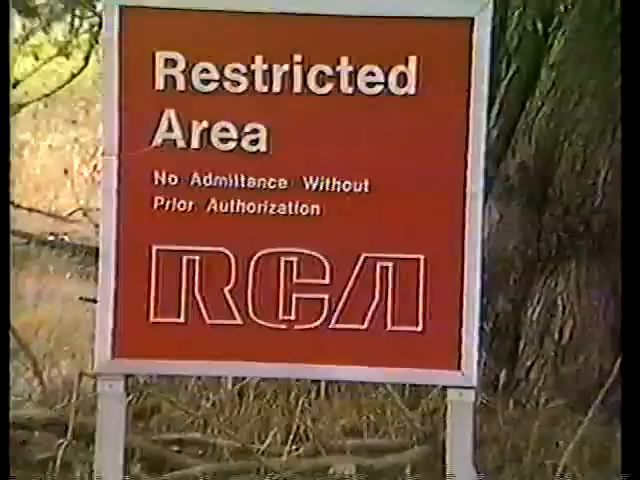 Restricted
Area
No Admittance Without
Prior Authorization
RCA